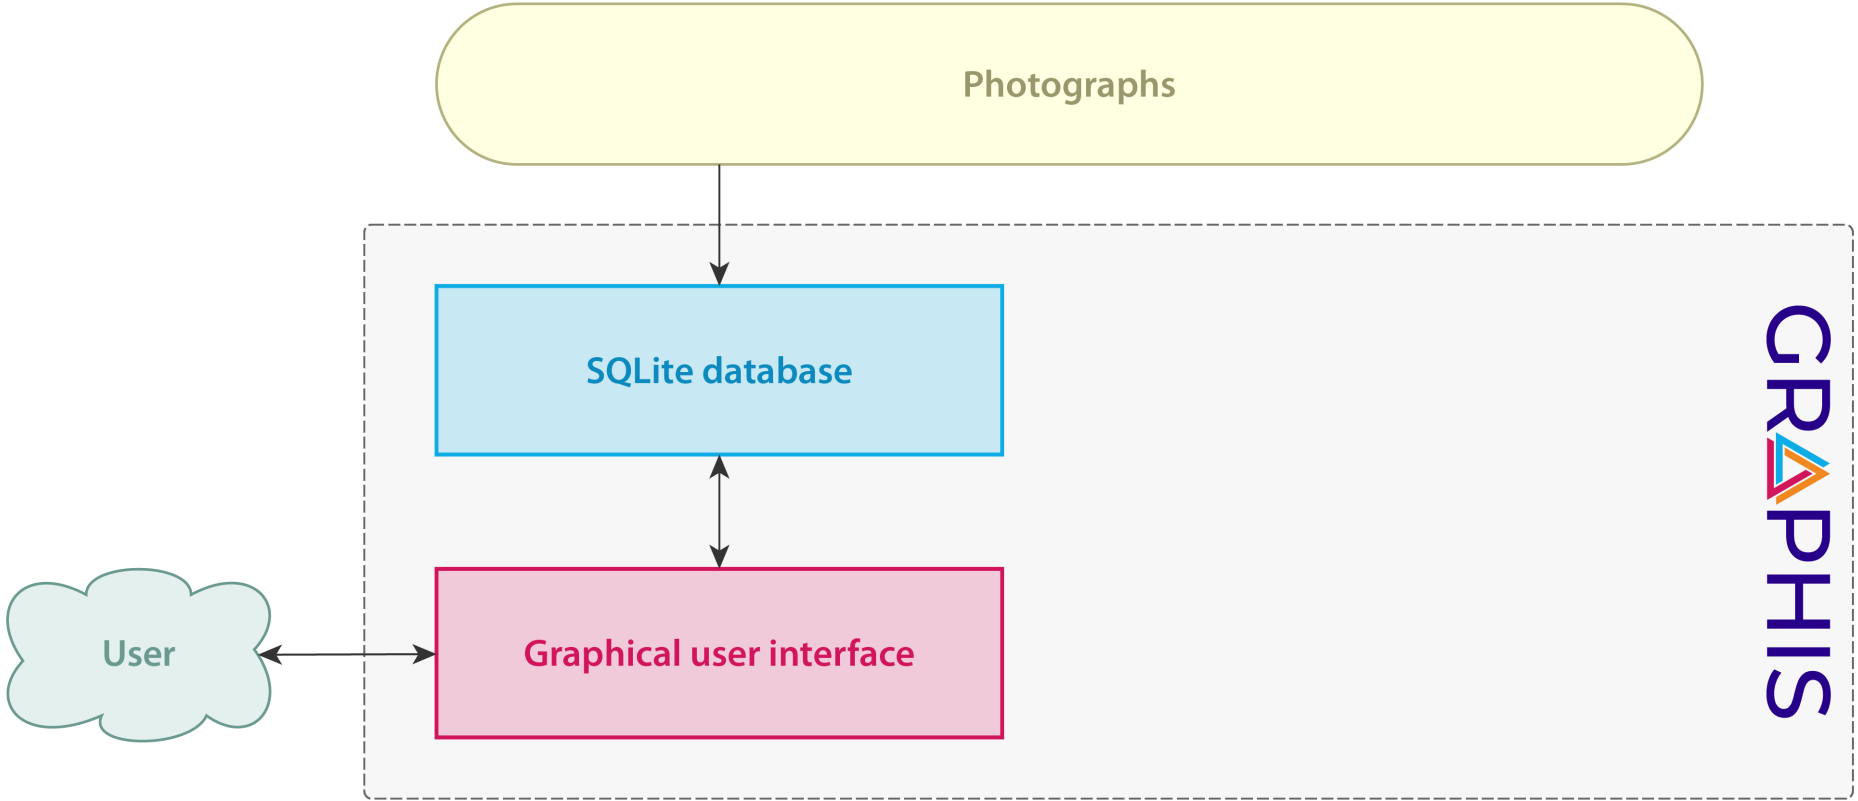 Photographs
SQLite database
Graphical user interface
User
GRAPHIS